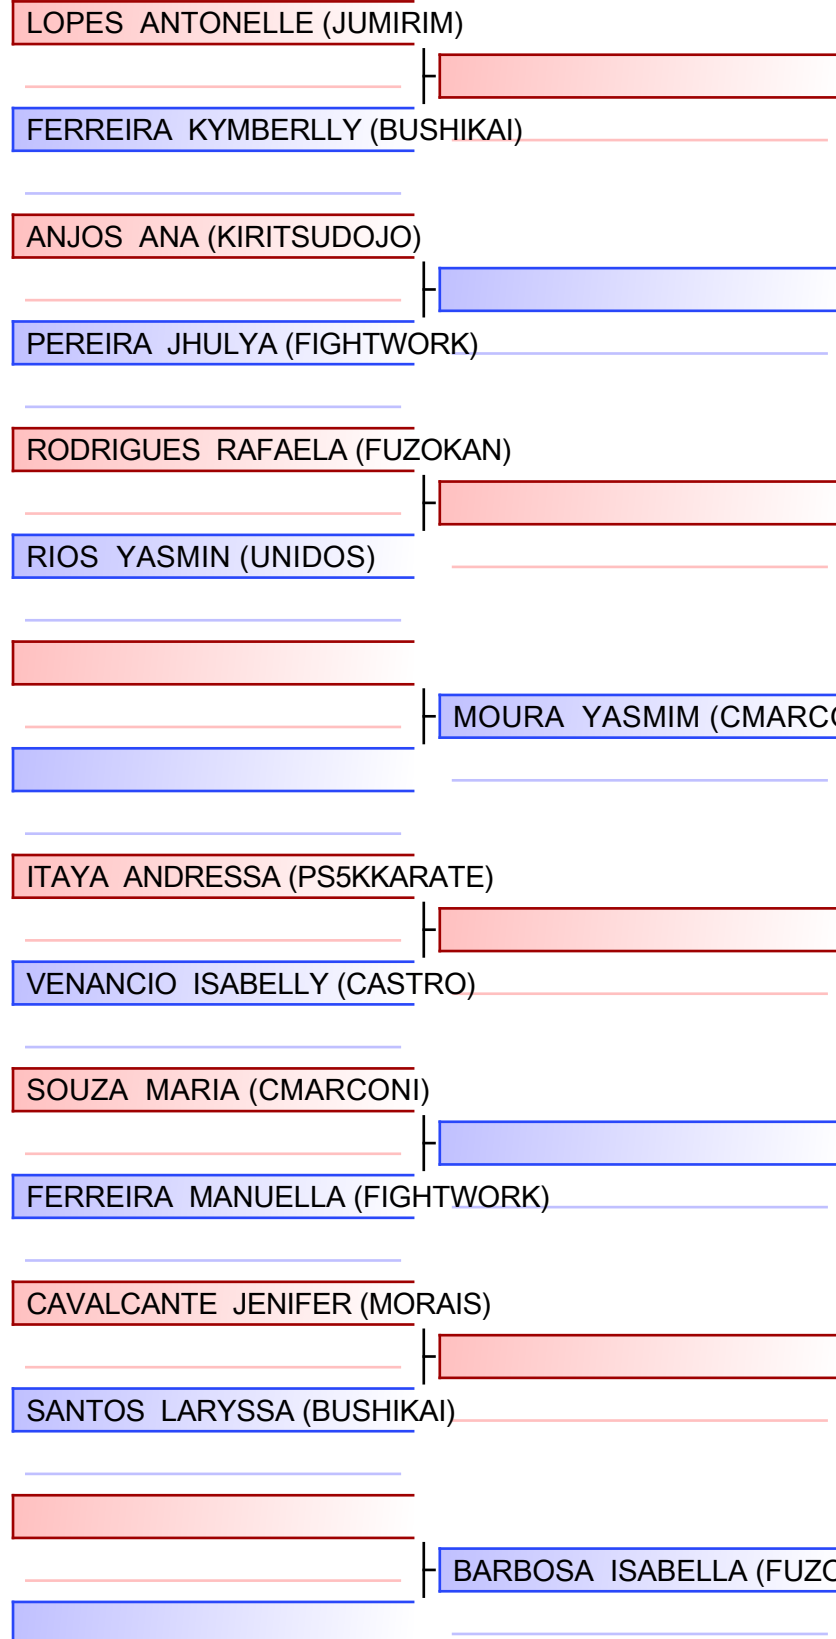 LOPES ANTONELLE (JUMIRIM)
FERREIRA KYMBERLLY (BUSHIKAI)
ANJOS ANA (KIRITSUDOJO)
PEREIRA JHULYA (FIGHTWORK)
RODRIGUES RAFAELA (FUZOKAN)
RIOS YASMIN (UNIDOS)
MOURA YASMIM
ITAYA ANDRESSA (PS5KKARATE)
VENANCIO ISABELLY (CASTRO)
SOUZA MARIA (CMARCONI)
FERREIRA MANUELLA (FIGHTWORK)
CAVALCANTE JENIFER (MORAIS)
SANTOS LARYSSA (BUSHIKAI)
BARBOSA ISABELLA